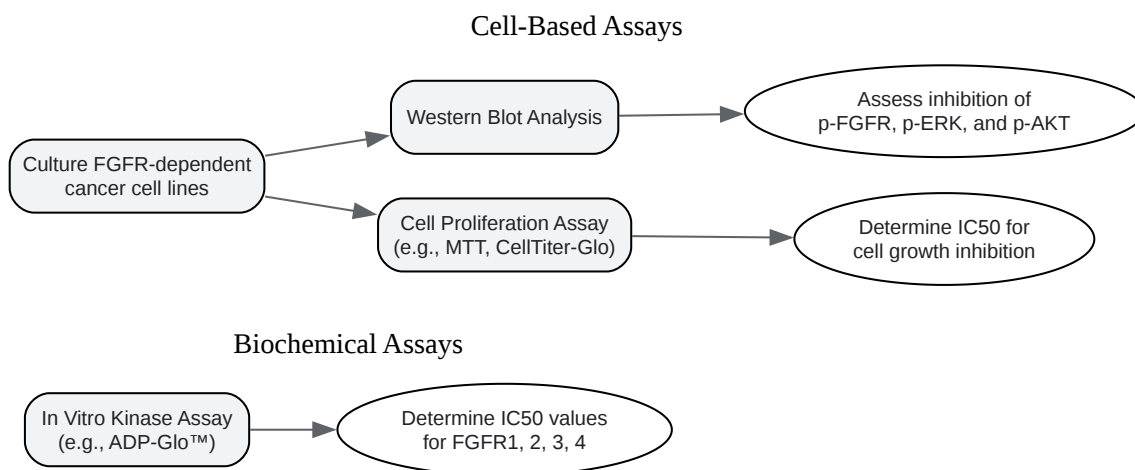 Cell-Based Assays
Culture FGFR-dependent
cancer cell lines
Western Blot Analysis
Assess inhibition of
p-FGFR, p-ERK, and p-AKT
Cell Proliferation Assay
(e.g., MTT, CellTiter-Glo)
Determine IC50 for
cell growth inhibition
Biochemical Assays
In Vitro Kinase Assay
(e.g., ADP-Glo™)
Determine IC50 values
for FGFR1, 2, 3, 4